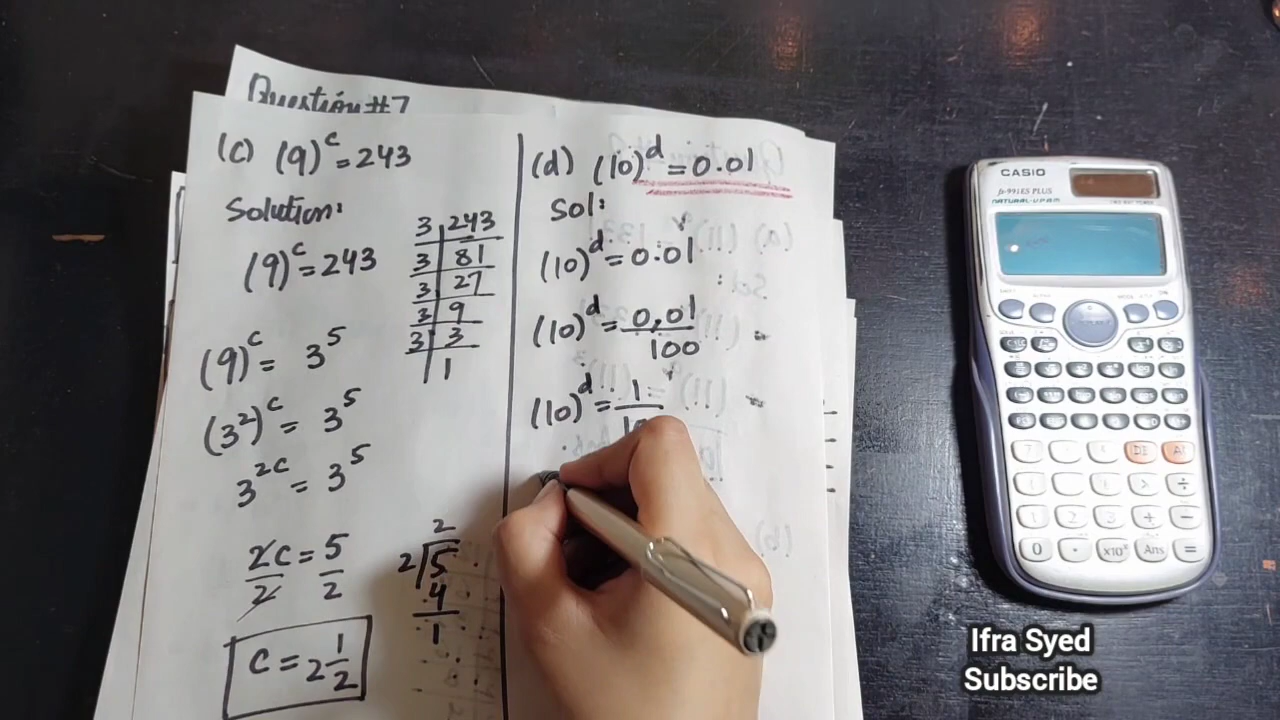 Question #7
(c) (9)^c = 243
Solution:
(9)^c = 243
(9)^c = 3^5
(3^2)^c = 3^5
3^2c = 3^5
2c/2 = 5/2
c = 2 1/2
3 | 243
3 | 81
3 | 27
3 | 9
3 | 3
| 1
2
2 | 5
4
1
(d) (10)^d = 0.01
Sol:
(10)^d = 0.01
(10)^d = 0.01/100
(10)^d = 1/
CASIO
fx-991ES PLUS
NATURAL-V.P.A.M.
Ifra Syed
Subscribe